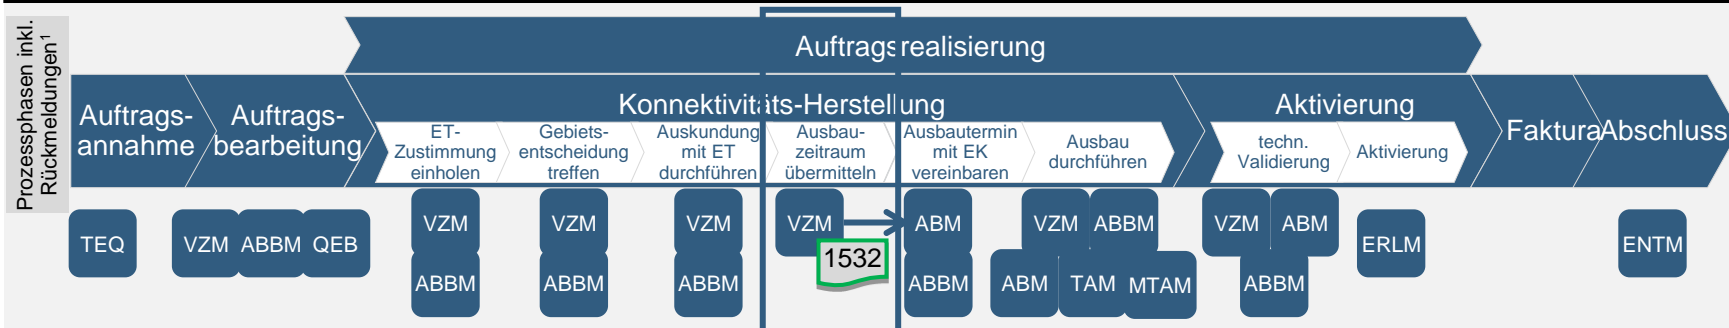 Prozessphasen inkl.
Rückmeldungen1
Auftragsrealisierung
Auftrags-
annahme
Auftrags-
bearbeitung
Konnektivitäts-Herstellung
ET-
Zustimmung
einholen
Gebiets-
entscheidung
treffen
Auskundung
mit ET
durchführen
Ausbau-
zeitraum
übermitteln
Ausbautermin
mit EK
vereinbaren
Ausbau
durchführen
Aktivierung
techn.
Validierung
Aktivierung
Faktura
Abschluss
TEQ
VZM ABBM QEB
VZM
ABBM
VZM
ABBM
VZM
ABBM
VZM
1532
ABM
ABBM
VZM ABBM
ABM TAM MTAM
VZM ABM
ABBM
ERLM
ENTM